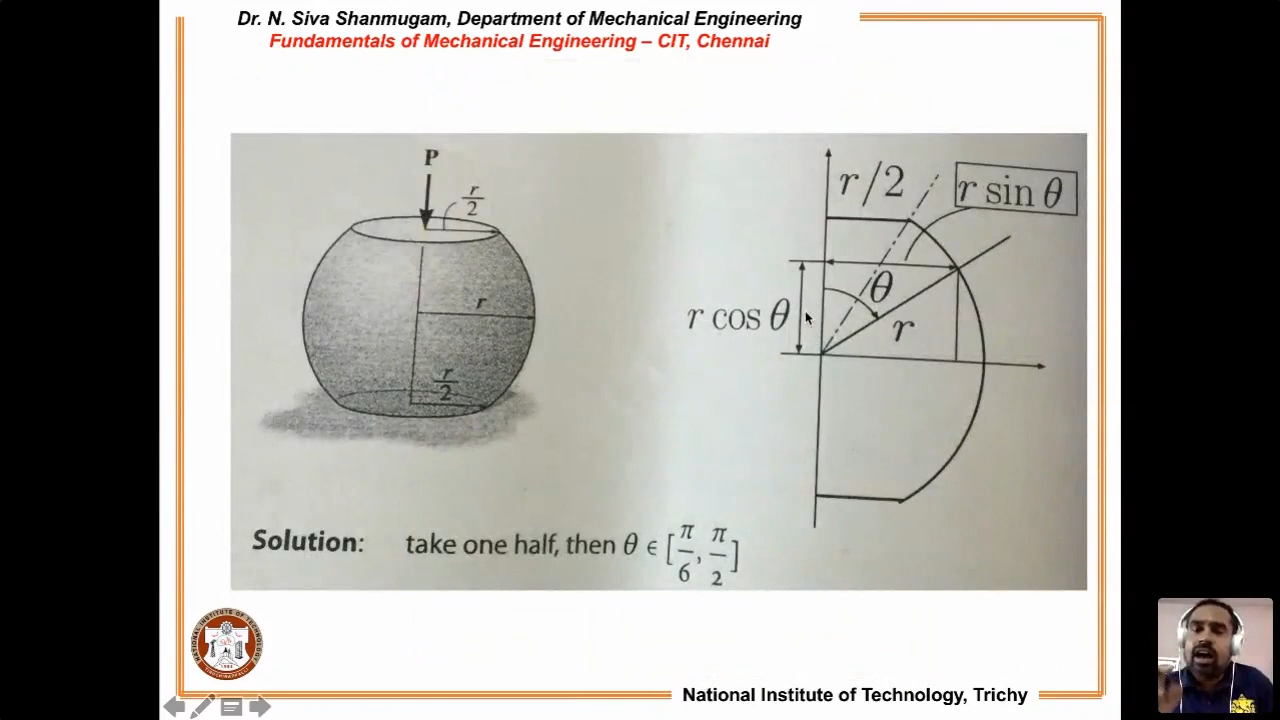 Dr. N. Siva Shanmugam, Department of Mechanical Engineering
Fundamentals of Mechanical Engineering – CIT, Chennai
P
r/2
r
r/2
r/2
r sin θ
θ
r cos θ
r
Solution: take one half, then θ ∈ [π/6, π/2]
National Institute of Technology, Trichy